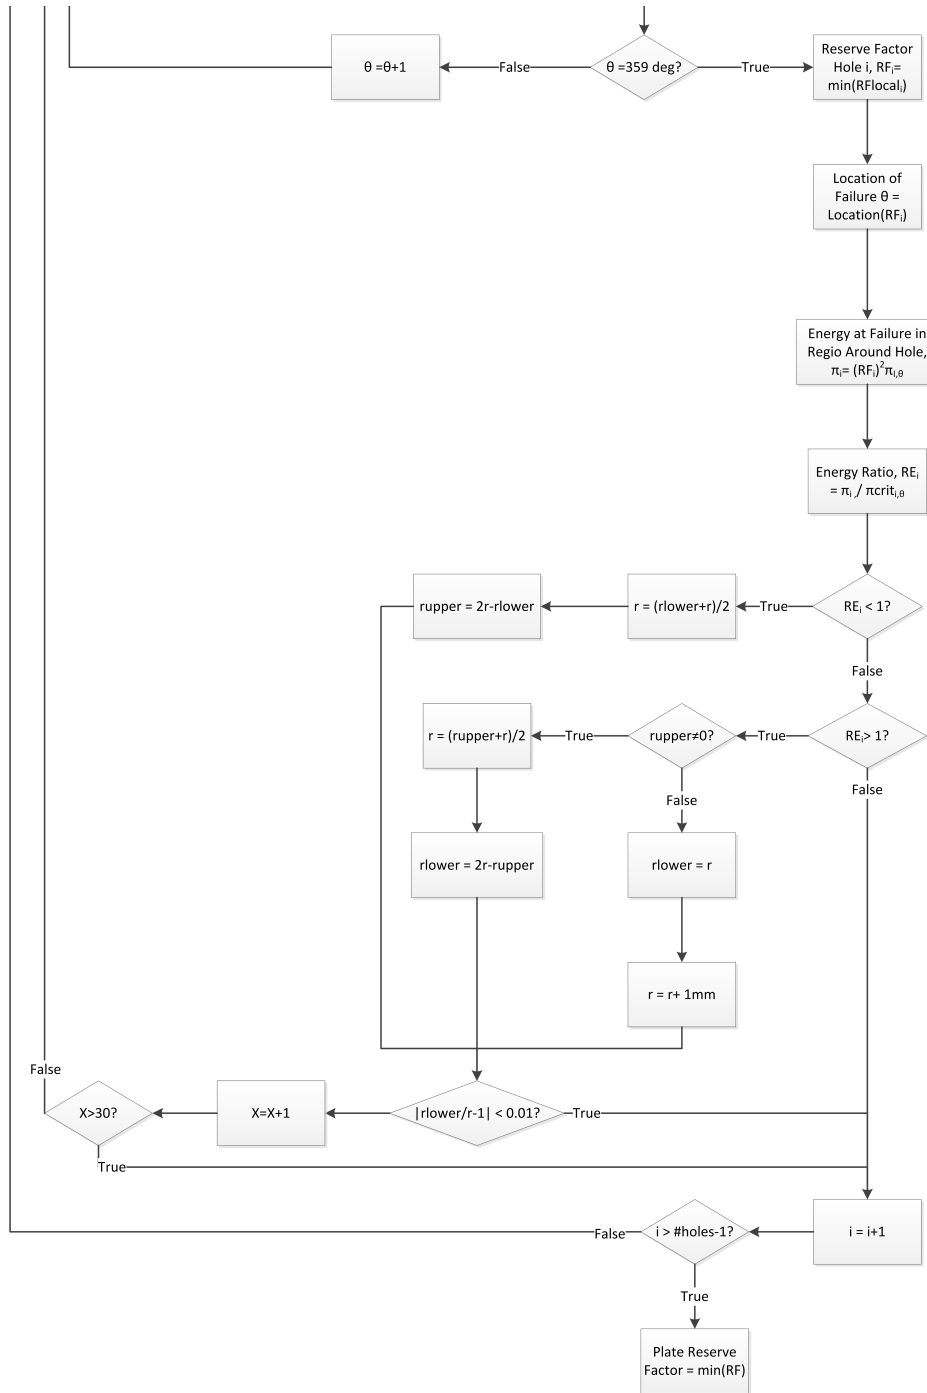 θ =θ+1
False
θ =359 deg?
True
Reserve Factor
Hole i, RFᵢ=
min(RFlocalᵢ)
Location of
Failure θ =
Location(RFᵢ)
Energy at Failure in
Regio Around Hole,
πᵢ= (RFᵢ)²π_i,θ
Energy Ratio, REᵢ
= πᵢ,/ πcrit_i,θ
rupper = 2r-rlower
r = (rlower+r)/2
True
REᵢ < 1?
False
r = (rupper+r)/2
True
rupper≠0?
True
REᵢ> 1?
False
False
rlower = 2r-rupper
rlower = r
r = r+ 1mm
False
X>30?
X=X+1
|rlower/r-1| < 0.01?
True
True
False
i > #holes-1?
i = i+1
True
Plate Reserve
Factor = min(RF)